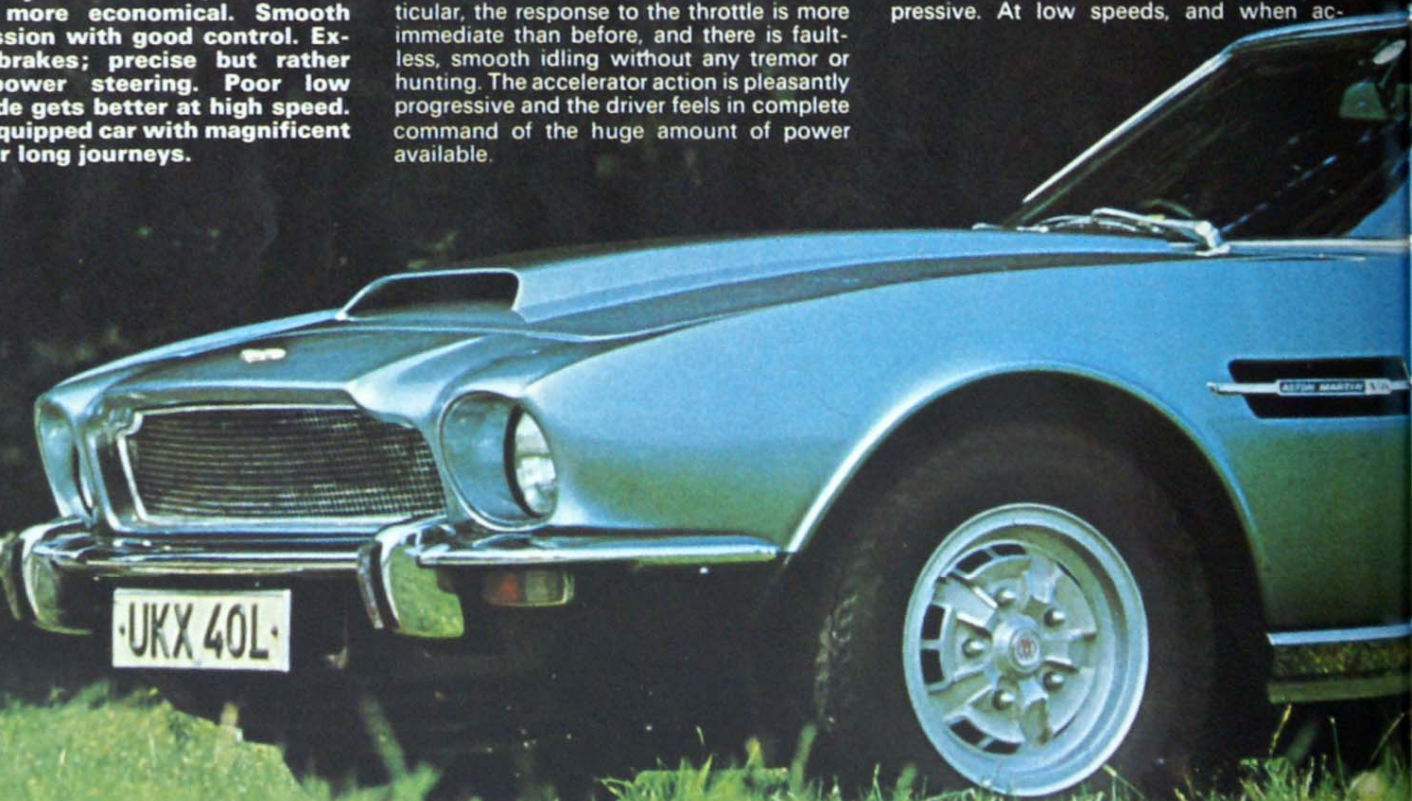 more economical. Smooth
ssion with good control. Ex-
brakes; precise but rather
power steering. Poor low
de gets better at high speed.
quipped car with magnificent
r long journeys.
ticular, the response to the throttle is more
immediate than before, and there is fault-
less, smooth idling without any tremor or
hunting. The accelerator action is pleasantly
progressive and the driver feels in complete
command of the huge amount of power
available.
pressive. At low speeds, and when ac-
UKX 40L
ASTON MARTIN